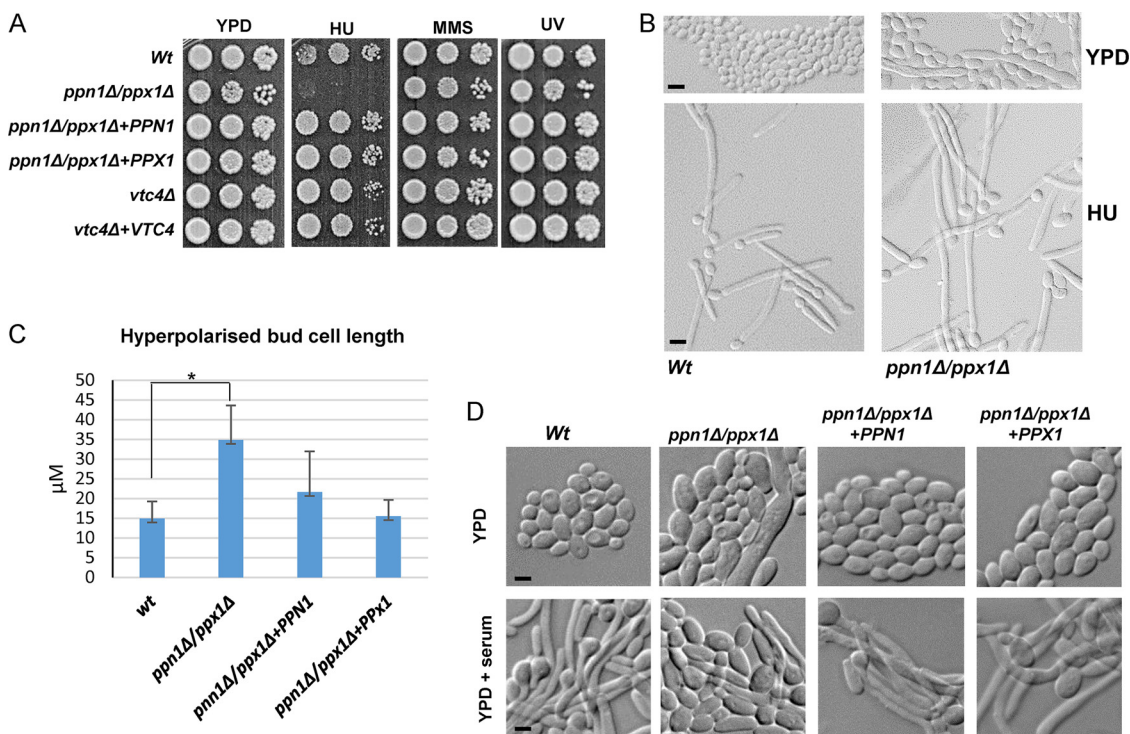 A
YPD
HU
MMS
UV
Wt
ppn1Δ/ppx1Δ
ppn1Δ/ppx1Δ+PPN1
ppn1Δ/ppx1Δ+PPX1
vtc4Δ
vtc4Δ+VTC4
B
YPD
HU
Wt
ppn1Δ/ppx1Δ
C
Hyperpolarised bud cell length
µM
50
45
40
35
30
25
20
15
10
5
0
*
wt
ppn1Δ/ppx1Δ
pnn1Δ/ppx1Δ+PPN1
ppn1Δ/ppx1Δ+PPx1
D
Wt
ppn1Δ/ppx1Δ
ppn1Δ/ppx1Δ
+PPN1
ppn1Δ/ppx1Δ
+PPX1
YPD
YPD + serum